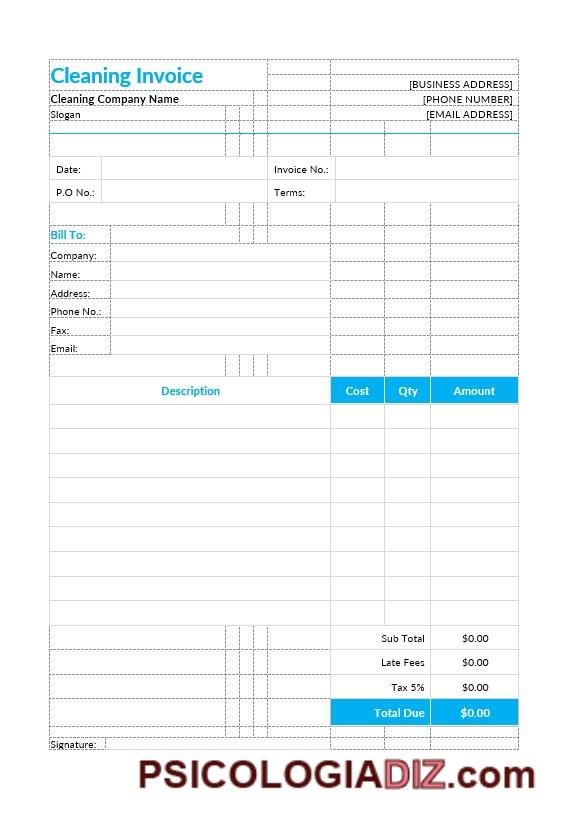 Cleaning Invoice
[BUSINESS ADDRESS]
Cleaning Company Name [PHONE NUMBER]
Slogan [EMAIL ADDRESS]
Date: Invoice No.:
P.O No.: Terms:
Bill To:
Company:
Name:
Address:
Phone No.:
Fax:
Email:
Description Cost Qty Amount
Sub Total $0.00
Late Fees $0.00
Tax 5% $0.00
Total Due $0.00
Signature:
PSICOLOGIADIZ.com